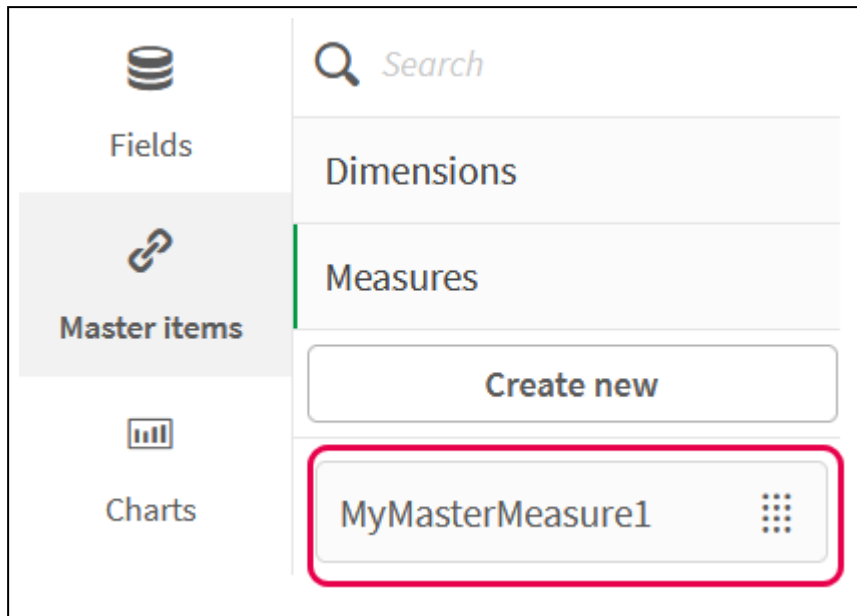 Fields
Master items
Charts
Search
Dimensions
Measures
Create new
MyMasterMeasure1